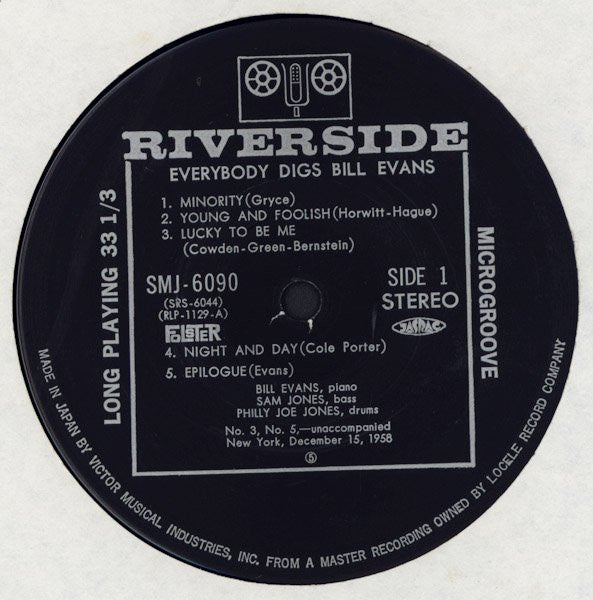 RIVERSIDE
EVERYBODY DIGS BILL EVANS
1. MINORITY (Gryce)
2. YOUNG AND FOOLISH (Horwitt-Hague)
3. LUCKY TO BE ME
(Cowden-Green-Bernstein)
SMJ-6090
(SRS-6044)
(RLP-1129-A)
SIDE 1
STEREO
JASRAC
4. NIGHT AND DAY (Cole Porter)
5. EPILOGUE (Evans)
BILL EVANS, piano
SAM JONES, bass
PHILLY JOE JONES, drums
No. 3, No. 5,—unaccompanied
New York, December 15, 1958
⑤
LONG PLAYING 33 1/3
MICROGROOVE
MADE IN JAPAN BY VICTOR MUSICAL INDUSTRIES, INC. FROM A MASTER RECORDING OWNED BY LOCELE RECORD COMPANY